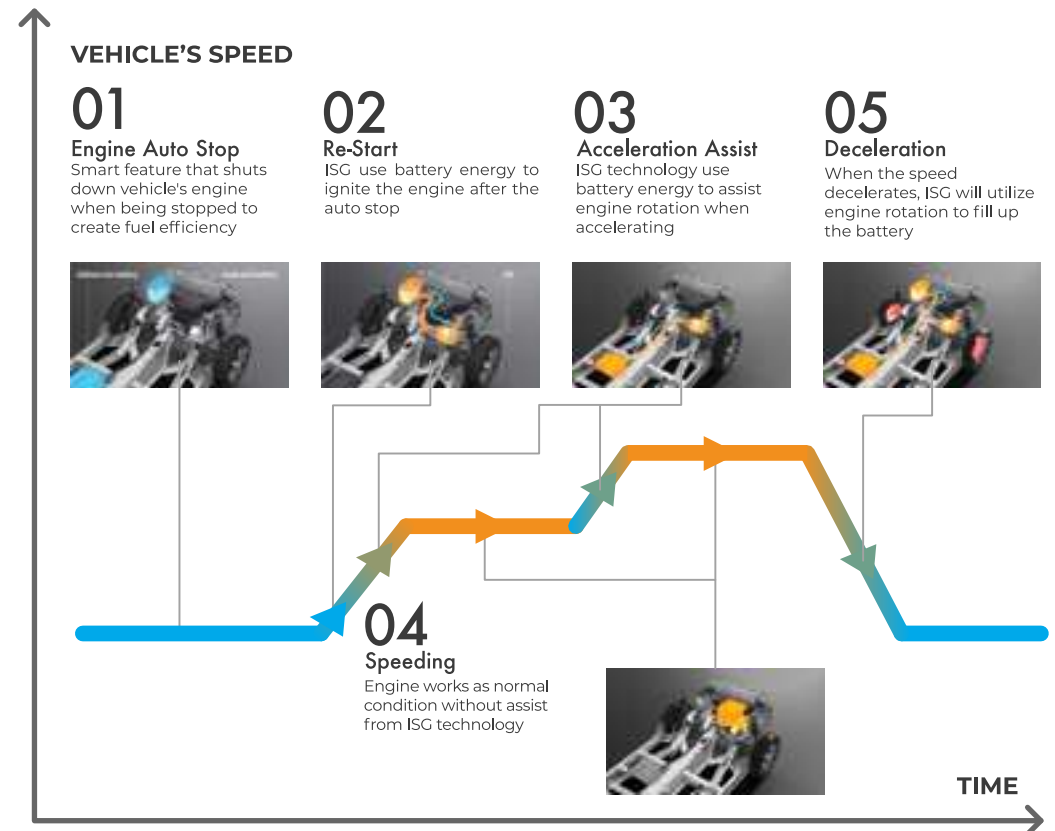 VEHICLE'S SPEED
01
Engine Auto Stop
Smart feature that shuts
down vehicle's engine
when being stopped to
create fuel efficiency
02
Re-Start
ISG use battery energy to
ignite the engine after the
auto stop
03
Acceleration Assist
ISG technology use
battery energy to assist
engine rotation when
accelerating
05
Deceleration
When the speed
decelerates, ISG will utilize
engine rotation to fill up
the battery
04
Speeding
Engine works as normal
condition without assist
from ISG technology
TIME